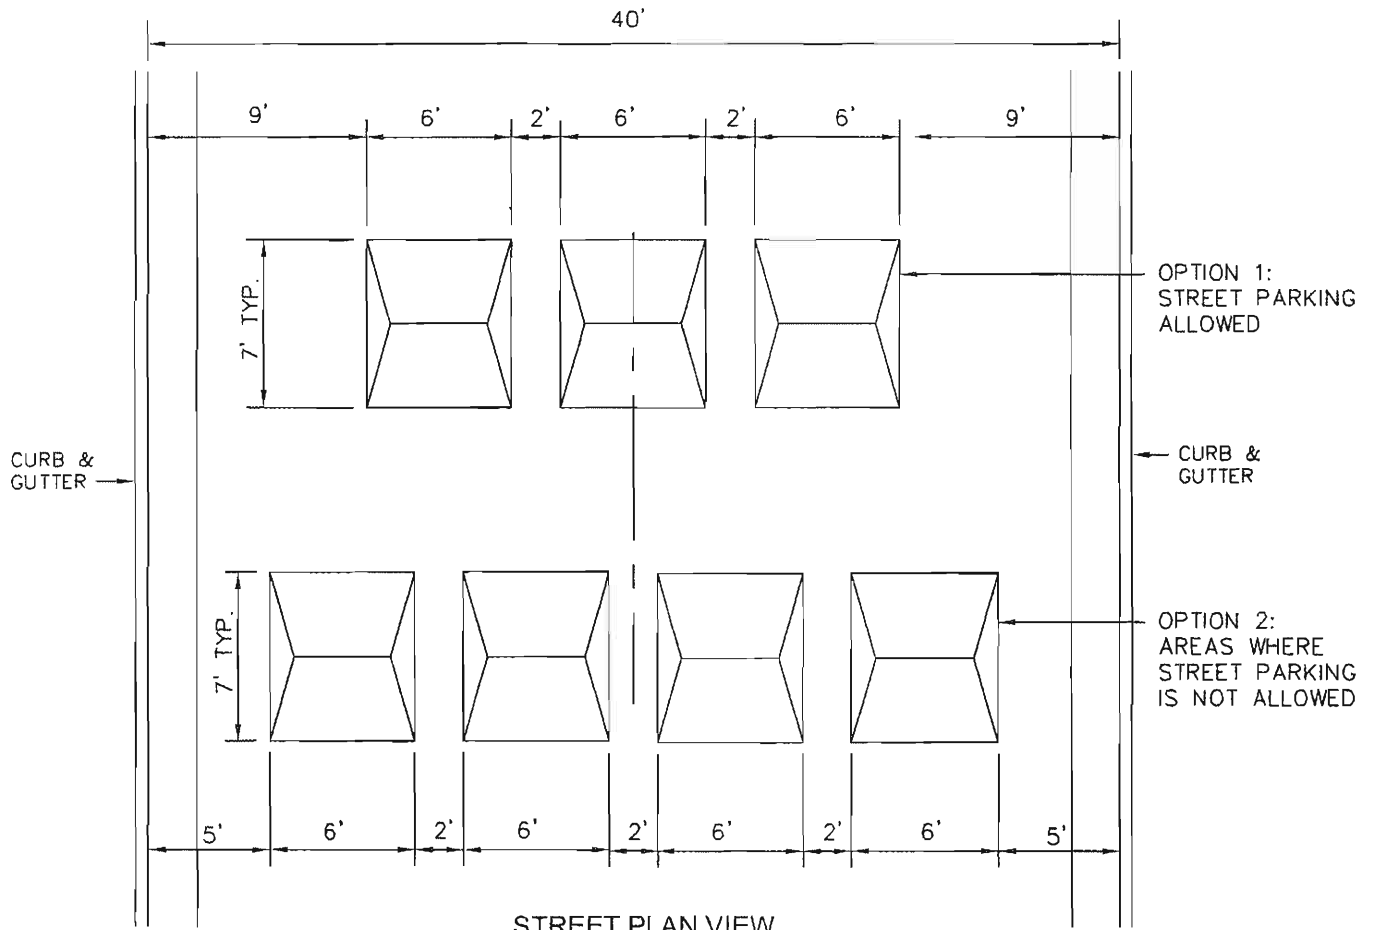 40'
9' 6' 2' 6' 2' 6' 9'
7' TYP.
OPTION 1:
STREET PARKING
ALLOWED
CURB &
GUTTER
CURB &
GUTTER
7' TYP.
OPTION 2:
AREAS WHERE
STREET PARKING
IS NOT ALLOWED
5' 6' 2' 6' 2' 6' 2' 6' 5'
STREET PLAN VIEW